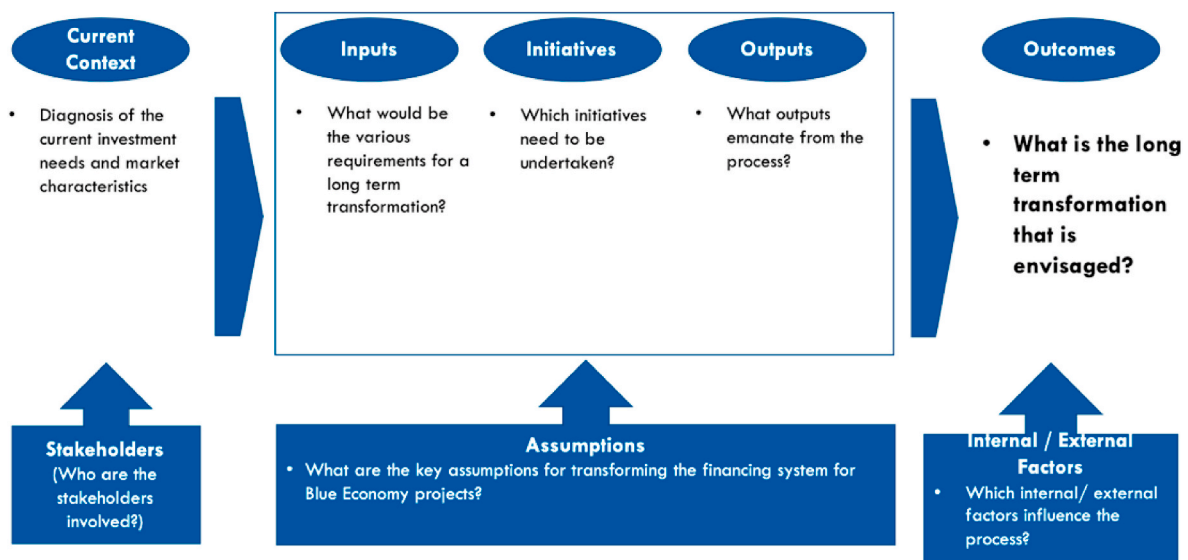 Current
Context
Inputs
Initiatives
Outputs
Outcomes
• Diagnosis of the
current investment
needs and market
characteristics
• What would be
the various
requirements for a
long term
transformation?
• Which initiatives
need to be
undertaken?
• What outputs
emanate from the
process?
• What is the long
term
transformation
that is
envisaged?
Stakeholders
(Who are the
stakeholders
involved?)
Assumptions
• What are the key assumptions for transforming the financing system for
Blue Economy projects?
Internal / External
Factors
• Which internal/ external
factors influence the
process?